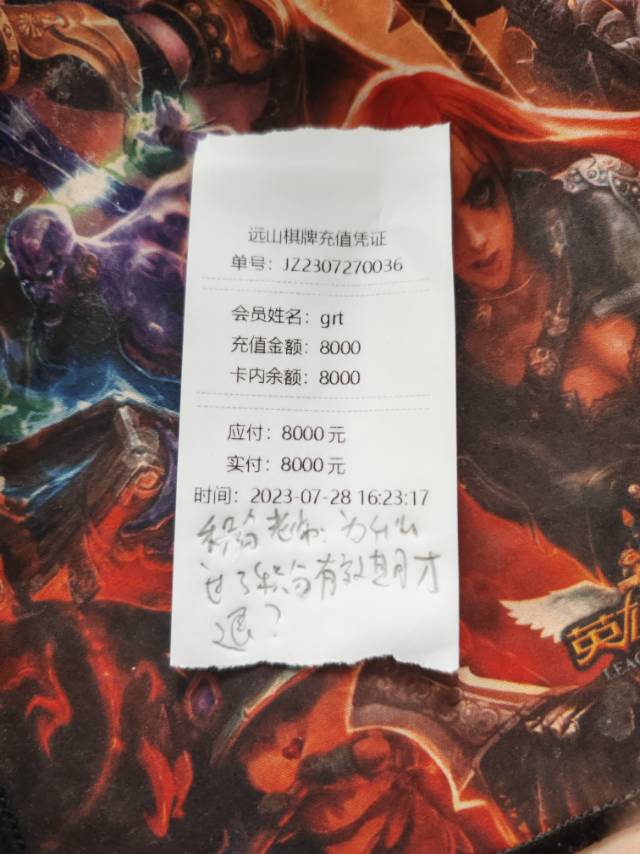 远山棋牌充值凭证
单号：JZ2307270036
会员姓名：grt
充值金额：8000
卡内余额：8000
应付：8000元
实付：8000元
时间：2023-07-28 16:23:17
积分老师：为什么
过了积分有效期才
退？
英雄
LEAG